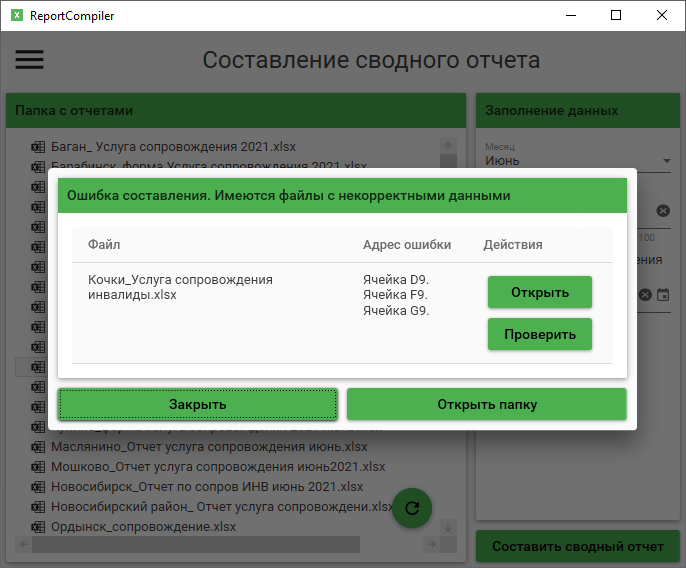 ReportCompiler
Составление сводного отчета
Папка с отчетами
Заполнение данных
Баган_ Услуга сопровождения 2021.xlsx
Барабинск_форма Услуга сопровождения 2021.xlsx
Месяц
Июнь
Ошибка составления. Имеются файлы с некорректными данными
Файл Адрес ошибки Действия
100
Кочки_Услуга сопровождения
инвалиды.xlsx
Ячейка D9.
Ячейка F9.
Ячейка G9.
Открыть
Проверить
Закрыть
Открыть папку
Маслянино_Отчет услуга сопровождения июнь.xlsx
Мошково_Отчет услуга сопровождения июнь2021.xlsx
Новосибирск_Отчет по сопров ИНВ июнь 2021.xlsx
Новосибирский район_ Отчет услуга сопровождени.xlsx
Ордынск_сопровождение.xlsx
Составить сводный отчет